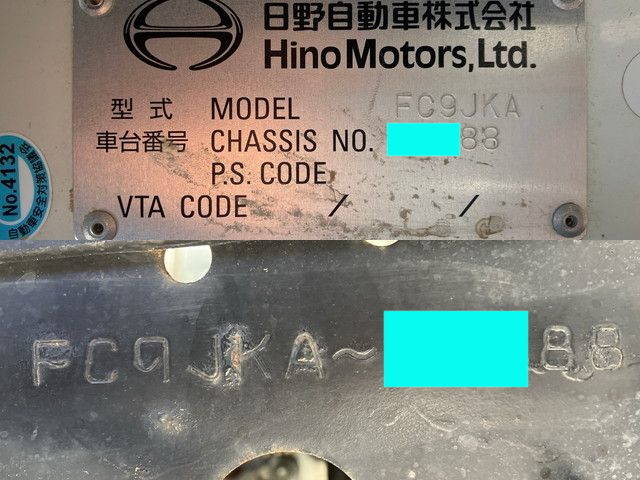 日野自動車株式会社
Hino Motors, Ltd.
型式 MODEL FC9JKA
車台番号 CHASSIS NO. 88
P.S. CODE
VTA CODE / /
No.4132
FC9JKA~ 88